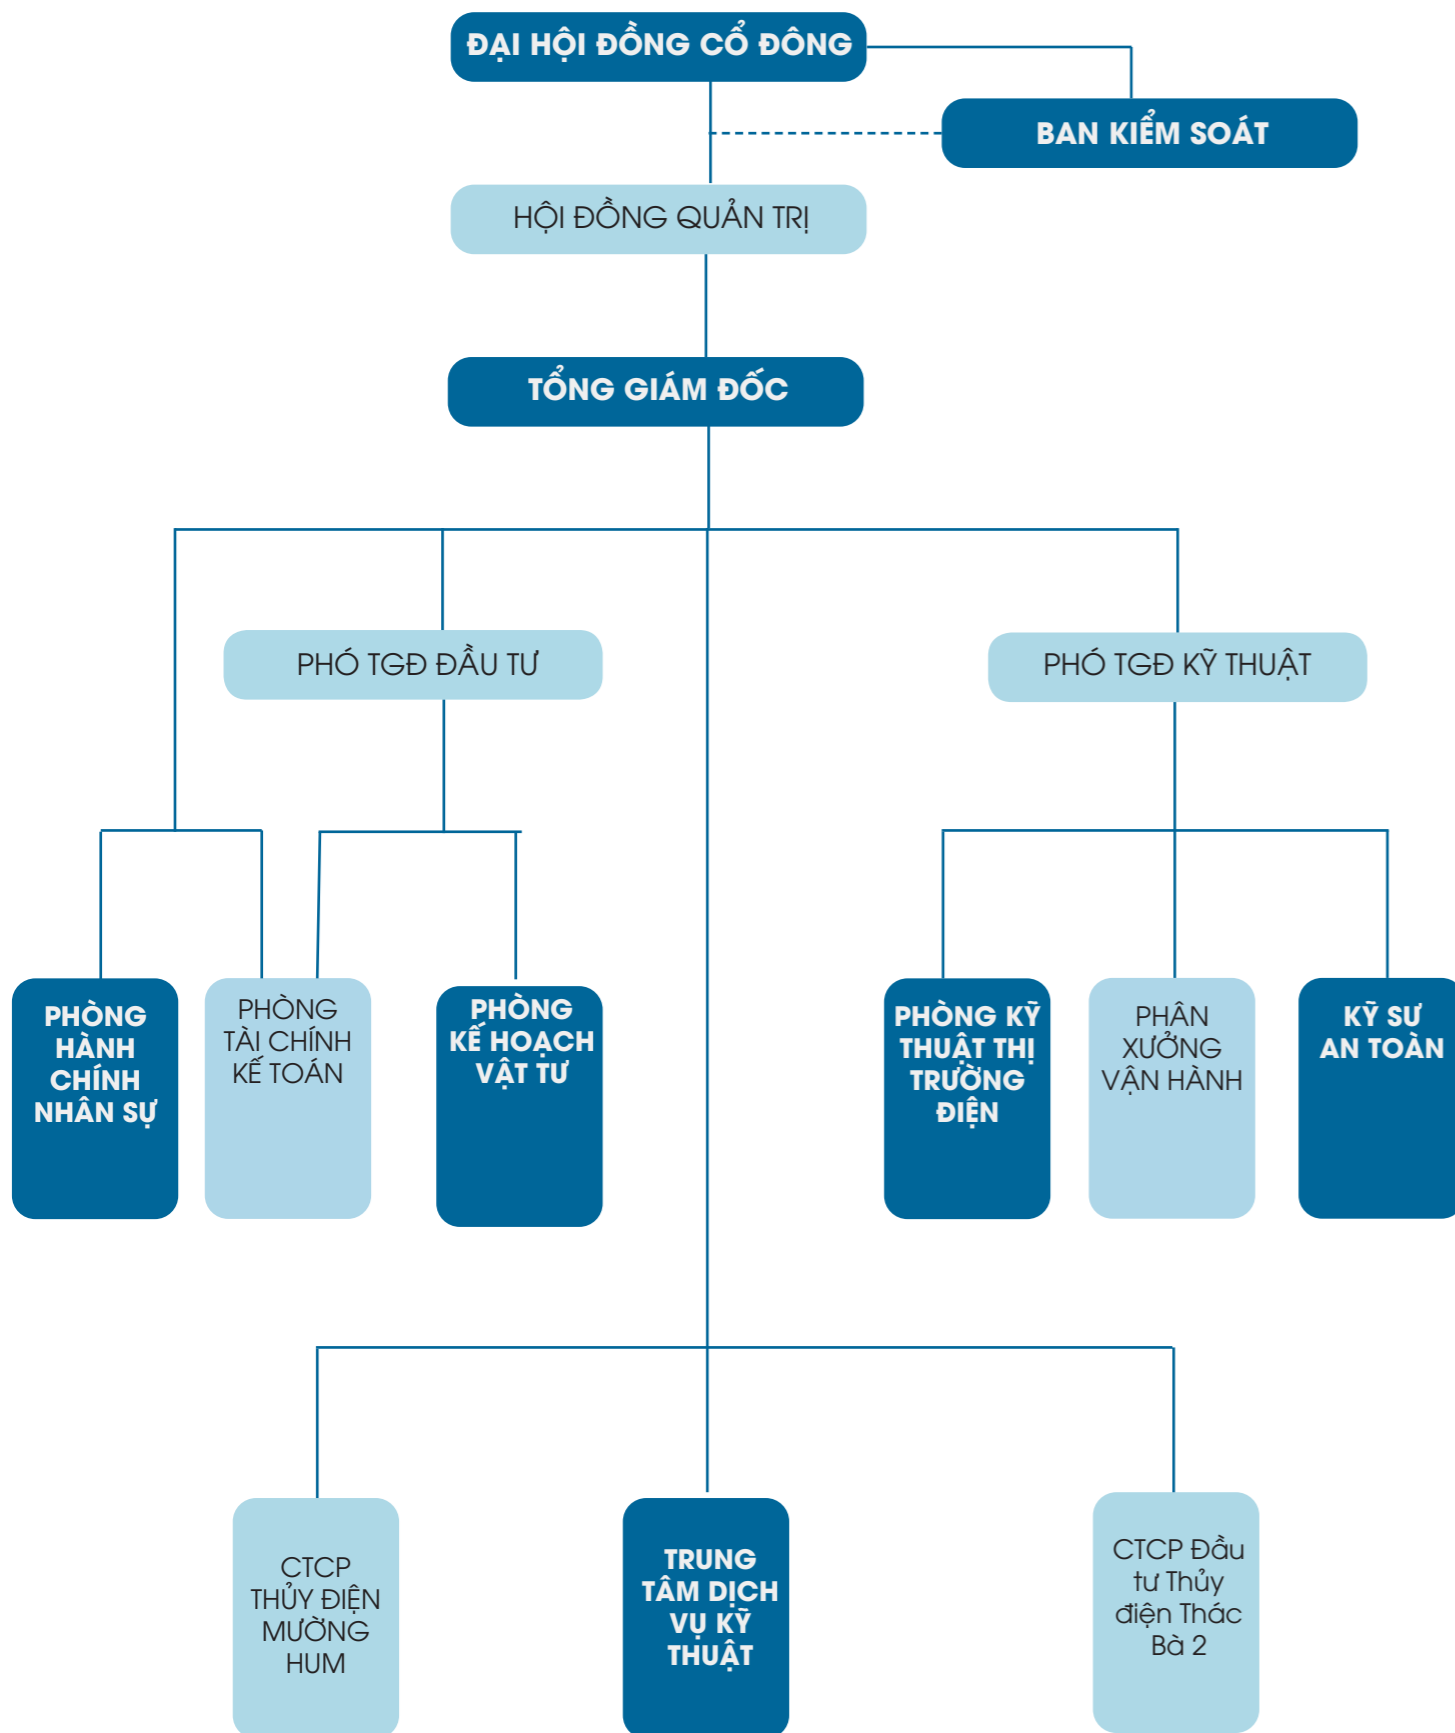 ĐẠI HỘI ĐỒNG CỔ ĐÔNG
BAN KIỂM SOÁT
HỘI ĐỒNG QUẢN TRỊ
TỔNG GIÁM ĐỐC
PHÓ TGĐ ĐẦU TƯ
PHÓ TGĐ KỸ THUẬT
PHÒNG
HÀNH
CHÍNH
NHÂN SỰ
PHÒNG
TÀI CHÍNH
KẾ TOÁN
PHÒNG
KẾ HOẠCH
VẬT TƯ
PHÒNG KỸ
THUẬT THỊ
TRƯỜNG
ĐIỆN
PHÂN
XƯỞNG
VẬN HÀNH
KỸ SƯ
AN TOÀN
CTCP
THỦY ĐIỆN
MƯỜNG
HUM
TRUNG
TÂM DỊCH
VỤ KỸ
THUẬT
CTCP Đầu
tư Thủy
điện Thác
Bà 2